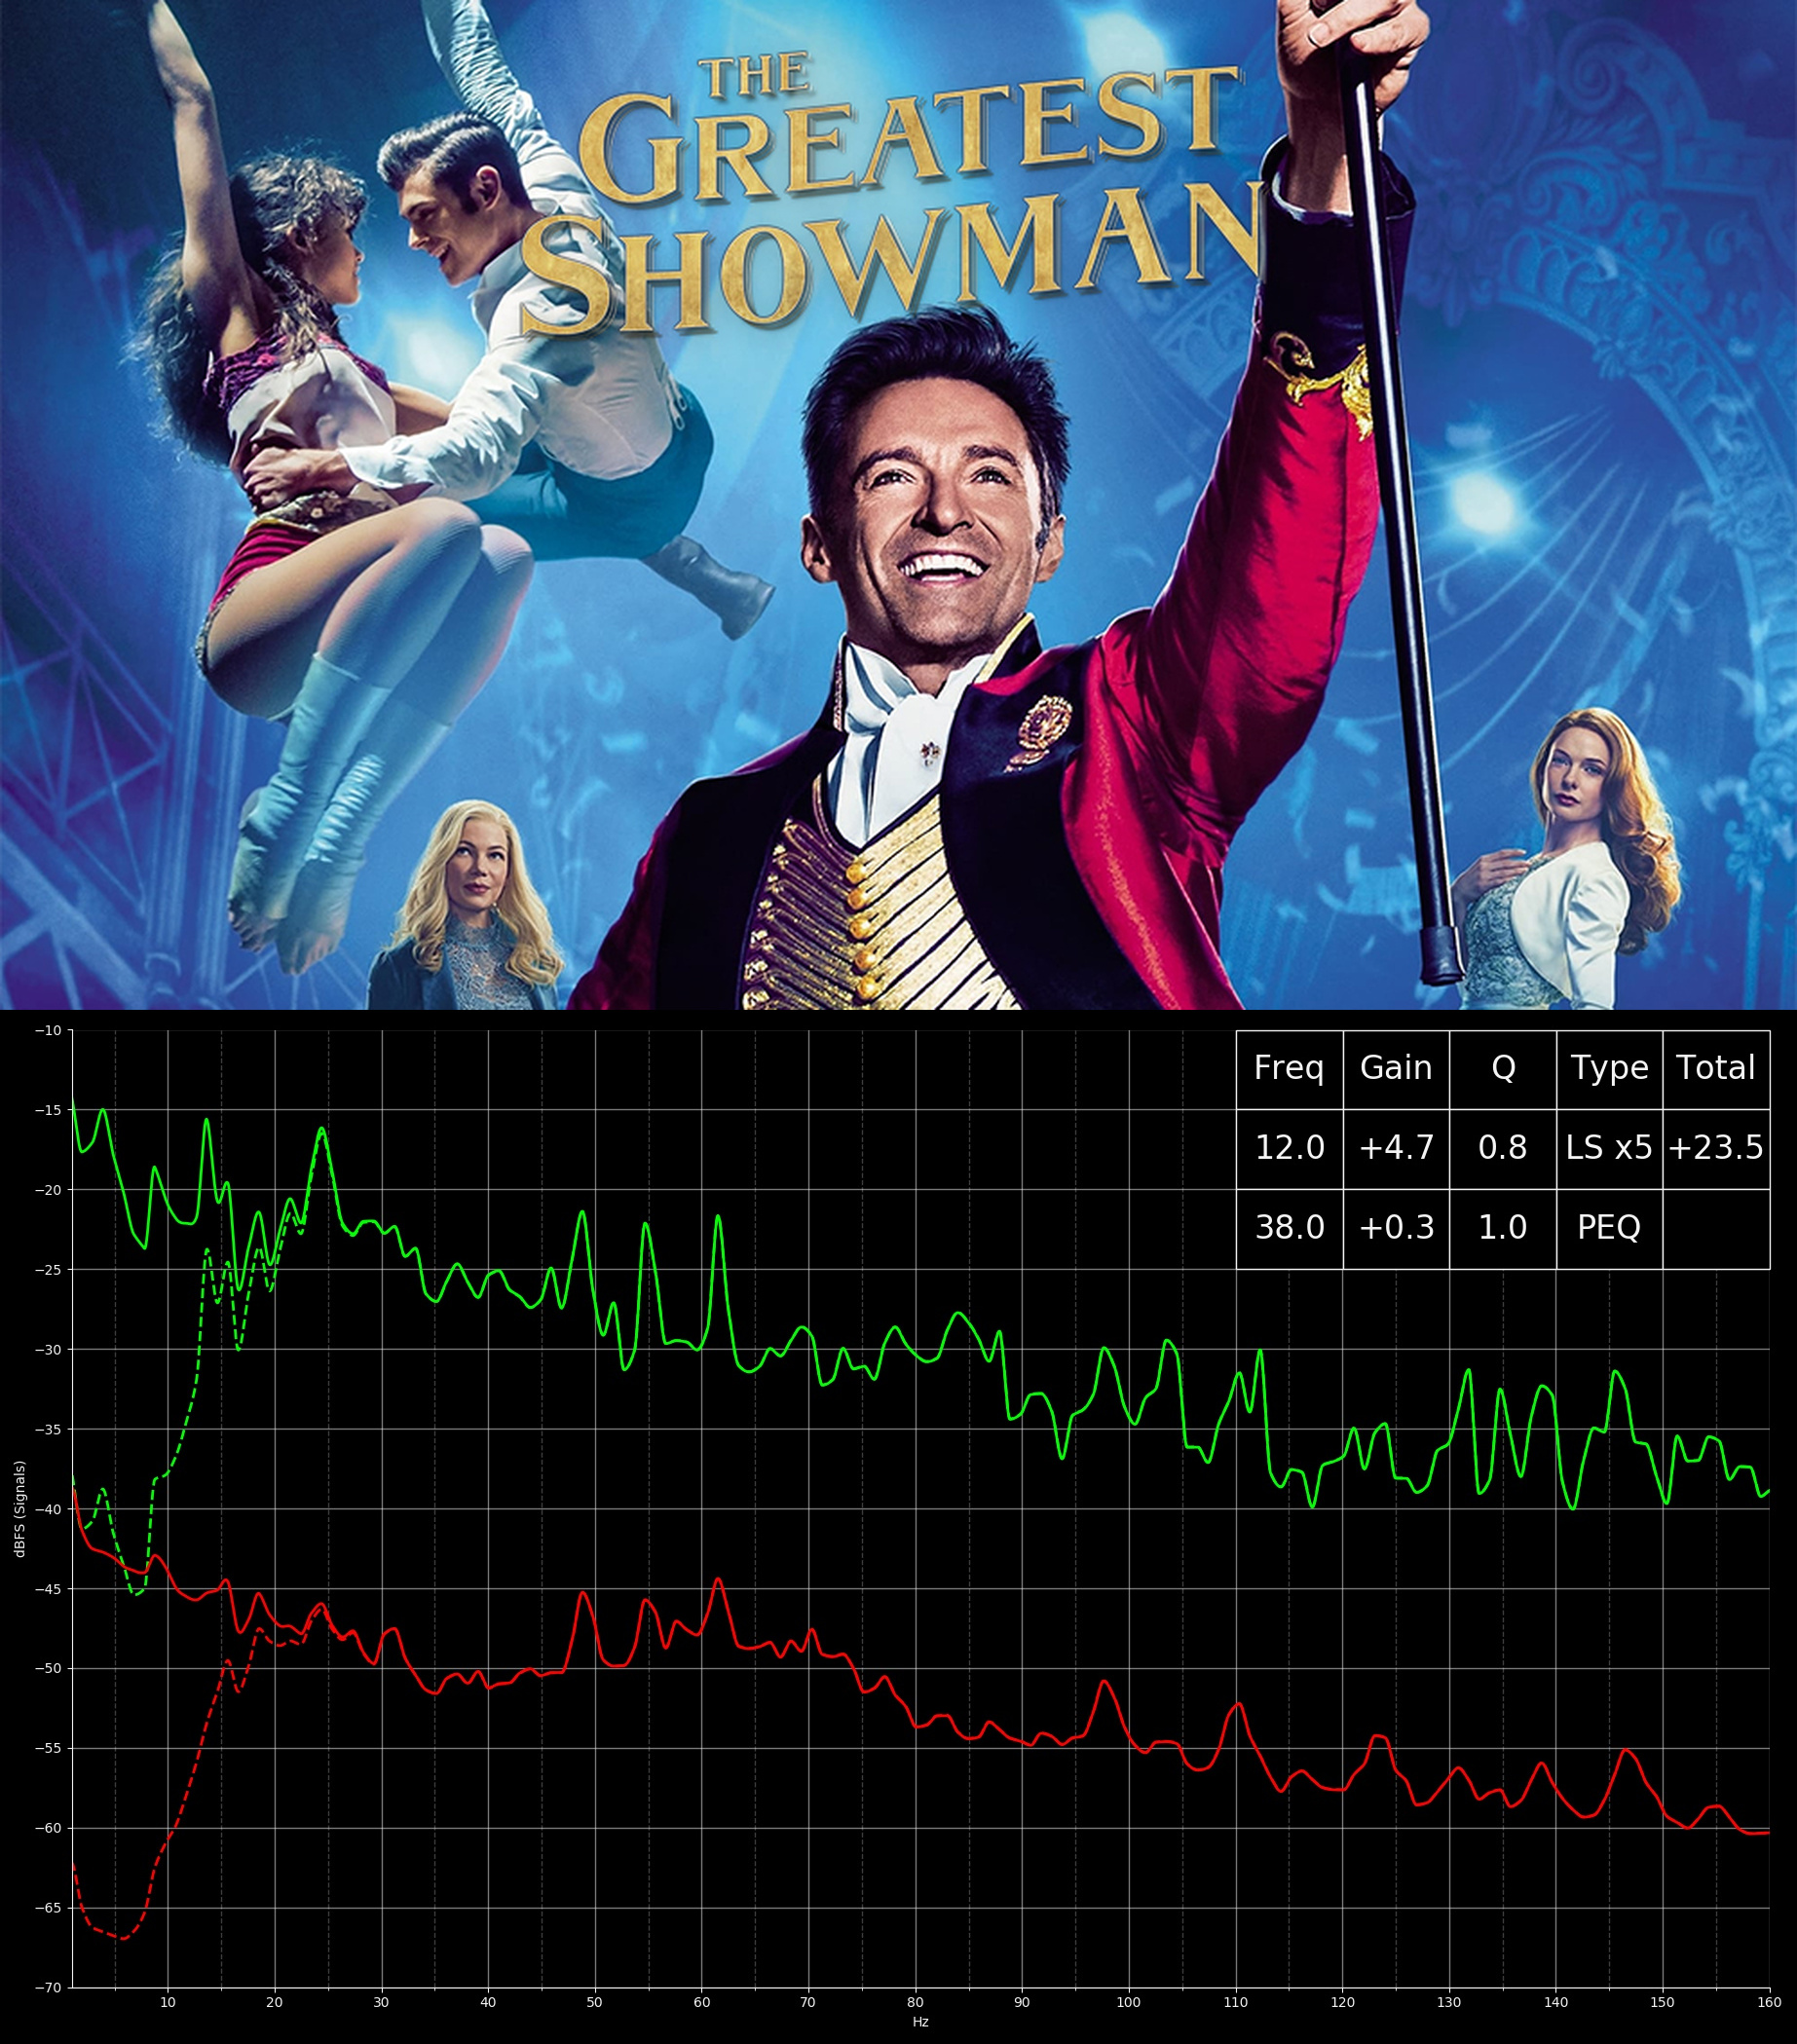 THE
GREATEST
SHOWMAN
Freq Gain Q Type Total
12.0 +4.7 0.8 LS x5 +23.5
38.0 +0.3 1.0 PEQ
−10
−15
−20
−25
−30
−35
−40
−45
−50
−55
−60
−65
−70
dBFS (Signals)
10 20 30 40 50 60 70 80 90 100 110 120 130 140 150 160
Hz